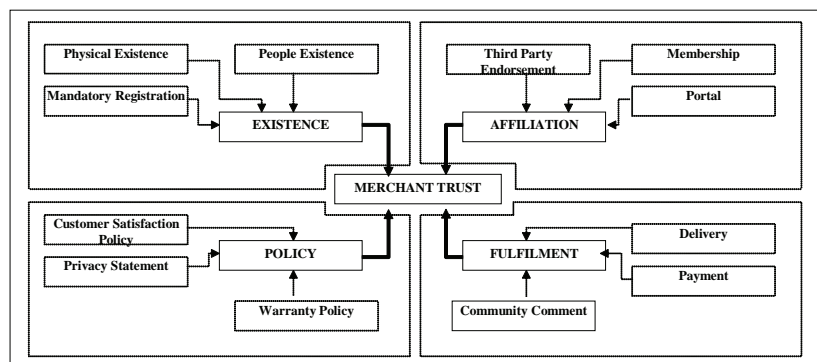 Physical Existence
People Existence
Mandatory Registration
EXISTENCE
Third Party
Endorsement
Membership
Portal
AFFILIATION
MERCHANT TRUST
Customer Satisfaction
Policy
Privacy Statement
POLICY
Warranty Policy
Delivery
FULFILMENT
Payment
Community Comment